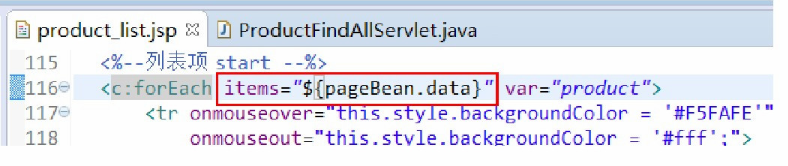 product_list.jsp ProductFindAllServlet.java
115 <%--列表项 start --%>
116 <c:forEach items="${pageBean.data}" var="product">
117 <tr onmouseover="this.style.backgroundColor = '#F5FAFE'"
118 onmouseout="this.style.backgroundColor = '#fff';">